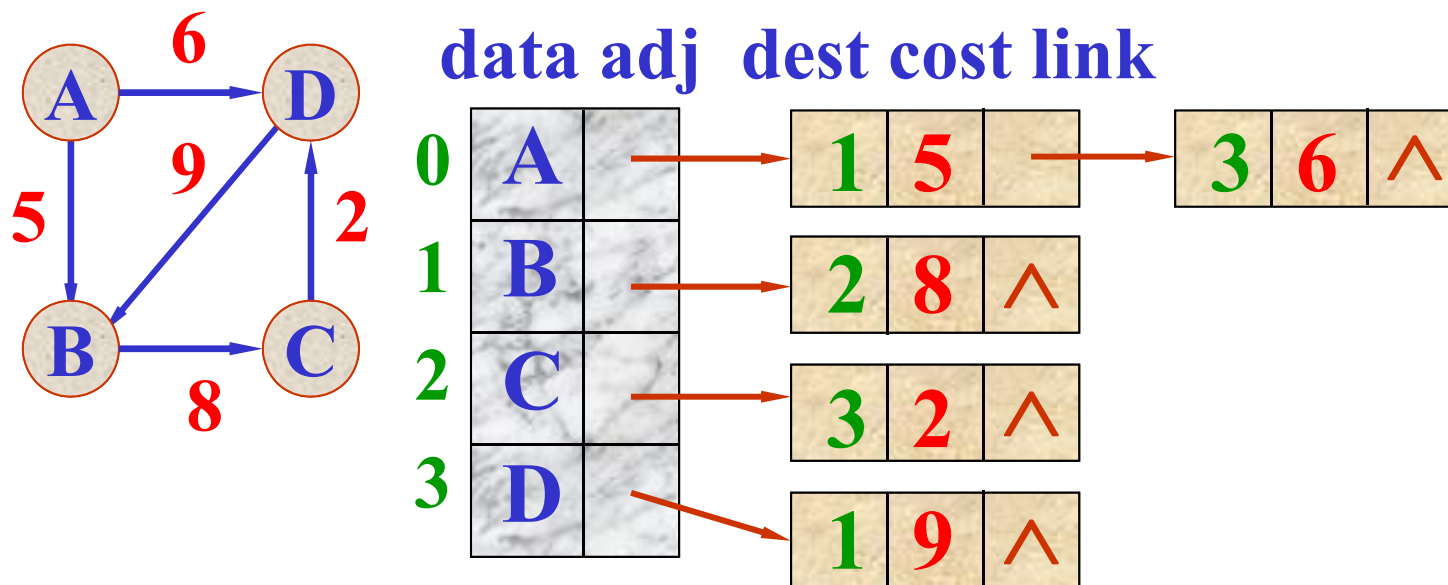 6
A D
9
5 2
B C
8
data adj dest cost link
0 A 1 5 3 6 ∧
1 B 2 8 ∧
2 C 3 2 ∧
3 D 1 9 ∧